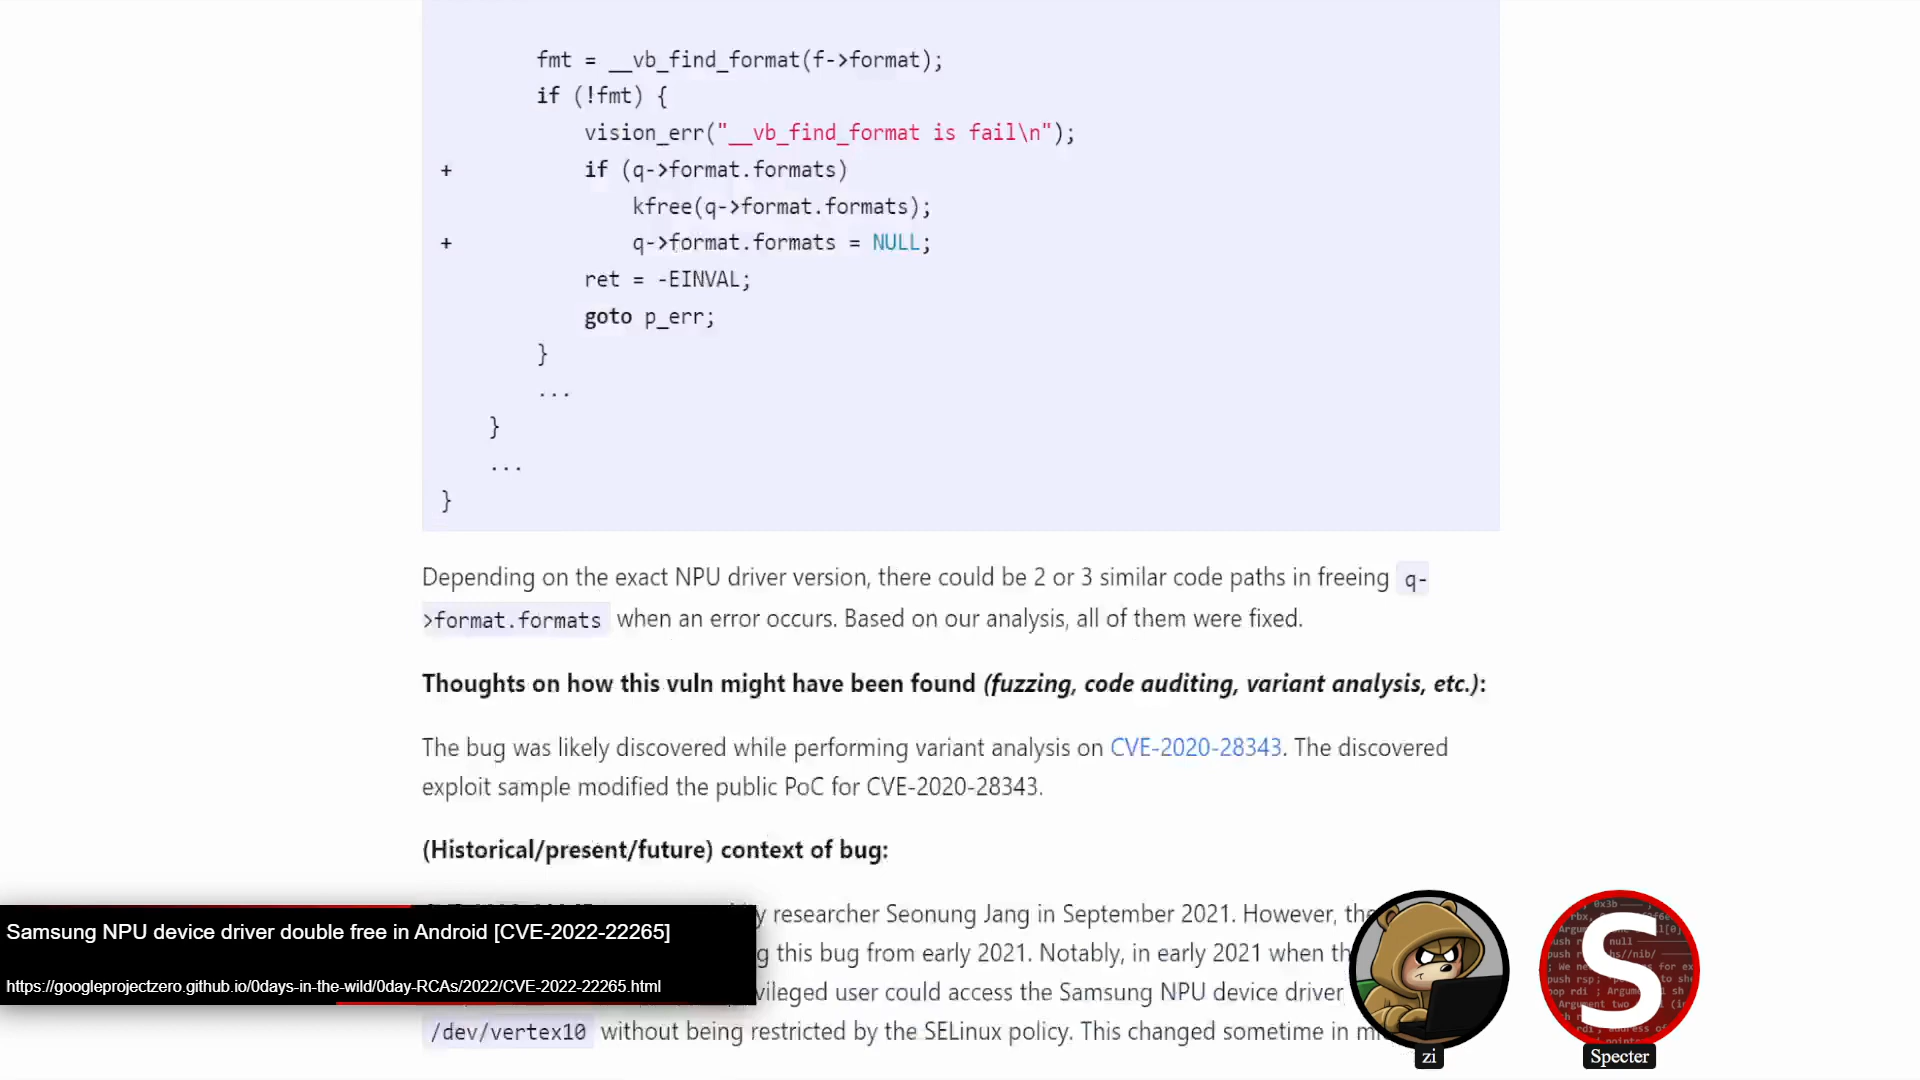 fmt = __vb_find_format(f->format);
if (!fmt) {
vision_err("__vb_find_format is fail\n");
+ if (q->format.formats)
kfree(q->format.formats);
+ q->format.formats = NULL;
ret = -EINVAL;
goto p_err;
}
...
}
...
}
Depending on the exact NPU driver version, there could be 2 or 3 similar code paths in freeing q-
>format.formats when an error occurs. Based on our analysis, all of them were fixed.
Thoughts on how this vuln might have been found (fuzzing, code auditing, variant analysis, etc.):
The bug was likely discovered while performing variant analysis on CVE-2020-28343. The discovered
exploit sample modified the public PoC for CVE-2020-28343.
(Historical/present/future) context of bug:
researcher Seonung Jang in September 2021. However, the
this bug from early 2021. Notably, in early 2021 when
user could access the Samsung NPU device driver
/dev/vertex10 without being restricted by the SELinux policy. This changed sometime in
Samsung NPU device driver double free in Android [CVE-2022-22265]
https://googleprojectzero.github.io/0days-in-the-wild/0day-RCAs/2022/CVE-2022-22265.html
zi
S
Specter